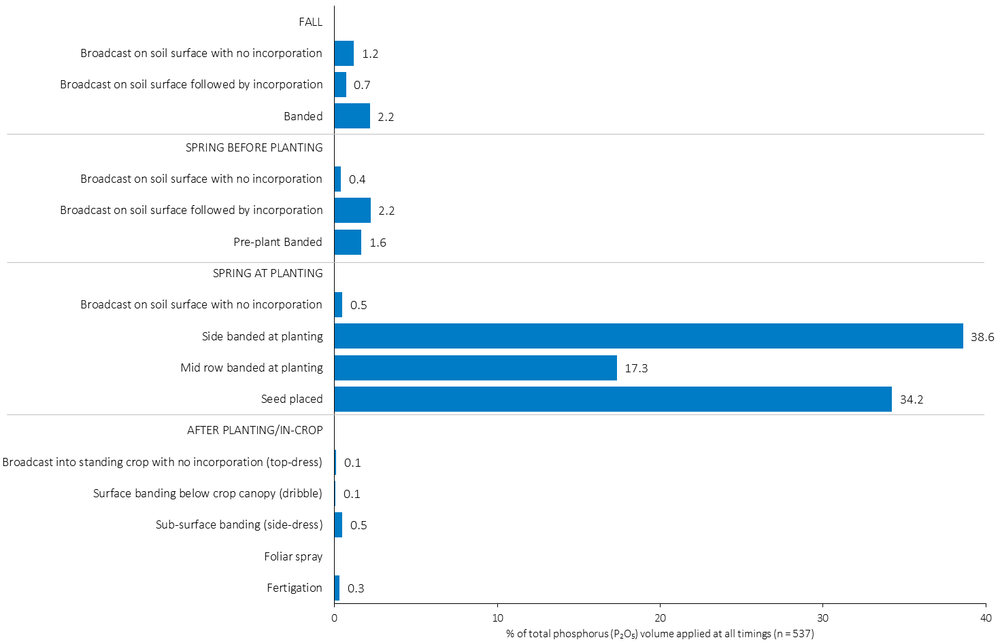 FALL
Broadcast on soil surface with no incorporation 1.2
Broadcast on soil surface followed by incorporation 0.7
Banded 2.2
SPRING BEFORE PLANTING
Broadcast on soil surface with no incorporation 0.4
Broadcast on soil surface followed by incorporation 2.2
Pre-plant Banded 1.6
SPRING AT PLANTING
Broadcast on soil surface with no incorporation 0.5
Side banded at planting 38.6
Mid row banded at planting 17.3
Seed placed 34.2
AFTER PLANTING/IN-CROP
Broadcast into standing crop with no incorporation (top-dress) 0.1
Surface banding below crop canopy (dribble) 0.1
Sub-surface banding (side-dress) 0.5
Foliar spray
Fertigation 0.3
0 10 20 30 40
% of total phosphorus (P₂O₅) volume applied at all timings (n = 537)